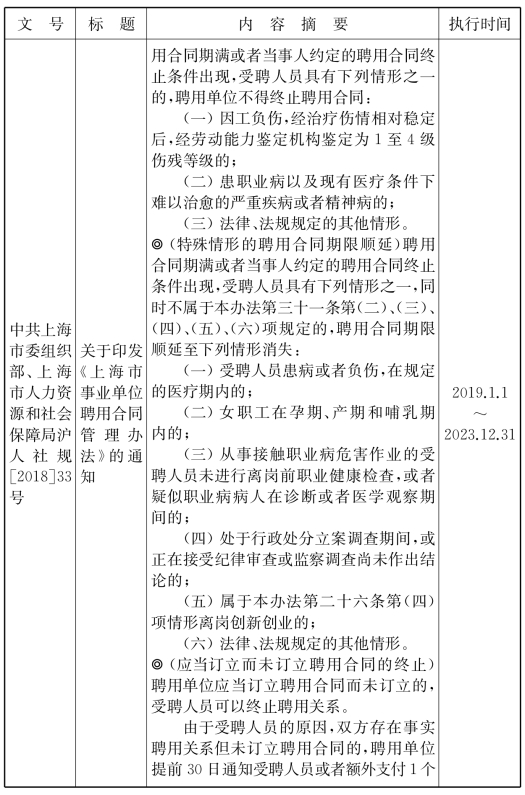 文 号
标 题
内 容 摘 要
执行时间
中共上海
市委组织
部、上海
市人力资
源和社会
保障局沪
人社规
[2018]33
号
关于印发
《上海市
事业单位
聘用合同
管理办
法》的通
知
用合同期满或者当事人约定的聘用合同终
止条件出现,受聘人员具有下列情形之一
的,聘用单位不得终止聘用合同:
(一)因工负伤,经治疗伤情相对稳定
后,经劳动能力鉴定机构鉴定为1至4级
伤残等级的;
(二)患职业病以及现有医疗条件下
难以治愈的严重疾病或者精神病的;
(三)法律、法规规定的其他情形。
◎(特殊情形的聘用合同期限顺延)聘用
合同期满或者当事人约定的聘用合同终止
条件出现,受聘人员具有下列情形之一,同
时不属于本办法第三十一条第(二)、(三)、
(四)、(五)、(六)项规定的,聘用合同期限
顺延至下列情形消失:
(一)受聘人员患病或者负伤,在规定
的医疗期内的;
(二)女职工在孕期、产期和哺乳期
内的;
(三)从事接触职业病危害作业的受
聘人员未进行离岗前职业健康检查,或者
疑似职业病病人在诊断或者医学观察期
间的;
(四)处于行政处分立案调查期间,或
正在接受纪律审查或监察调查尚未作出结
论的;
(五)属于本办法第二十六条第(四)
项情形离岗创新创业的;
(六)法律、法规规定的其他情形。
◎(应当订立而未订立聘用合同的终止)
聘用单位应当订立聘用合同而未订立的,
受聘人员可以终止聘用关系。
由于受聘人员的原因,双方存在事实
聘用关系但未订立聘用合同的,聘用单位
提前30日通知受聘人员或者额外支付1个
2019.1.1
～
2023.12.31